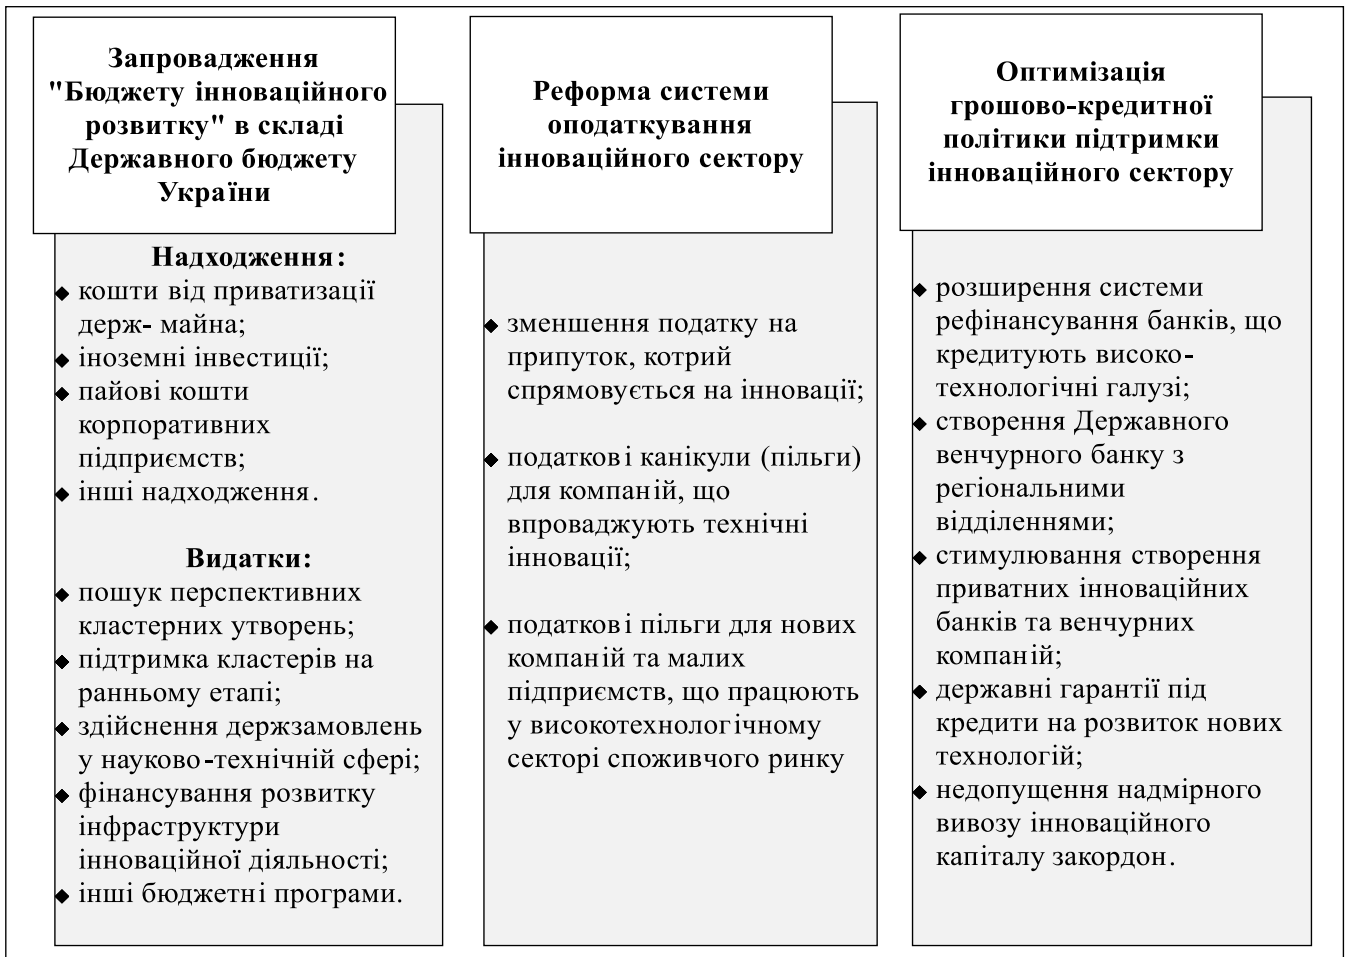 Запровадження
"Бюджету інноваційного
розвитку" в складі
Державного бюджету
України
Надходження:
◆ кошти від приватизації
держ- майна;
◆ іноземні інвестиції;
◆ пайові кошти
корпоративних
підприємств;
◆ інші надходження.
Видатки:
◆ пошук перспективних
кластерних утворень;
◆ підтримка кластерів на
ранньому етапі;
◆ здійснення держзамовлень
у науково-технічній сфері;
◆ фінансування розвитку
інфраструктури
інноваційної діяльності;
◆ інші бюджетні програми.
Реформа системи
оподаткування
інноваційного сектору
◆ зменшення податку на
припуток, котрий
спрямовується на інновації;
◆ податкові канікули (пільги)
для компаній, що
впроваджують технічні
інновації;
◆ податкові пільги для нових
компаній та малих
підприємств, що працюють
у високотехнологічному
секторі споживчого ринку
Оптимізація
грошово-кредитної
політики підтримки
інноваційного сектору
◆ розширення системи
рефінансування банків, що
кредитують високо-
технологічні галузі;
◆ створення Державного
венчурного банку з
регіональними
відділеннями;
◆ стимулювання створення
приватних інноваційних
банків та венчурних
компаній;
◆ державні гарантії під
кредити на розвиток нових
технологій;
◆ недопущення надмірного
вивозу інноваційного
капіталу закордон.